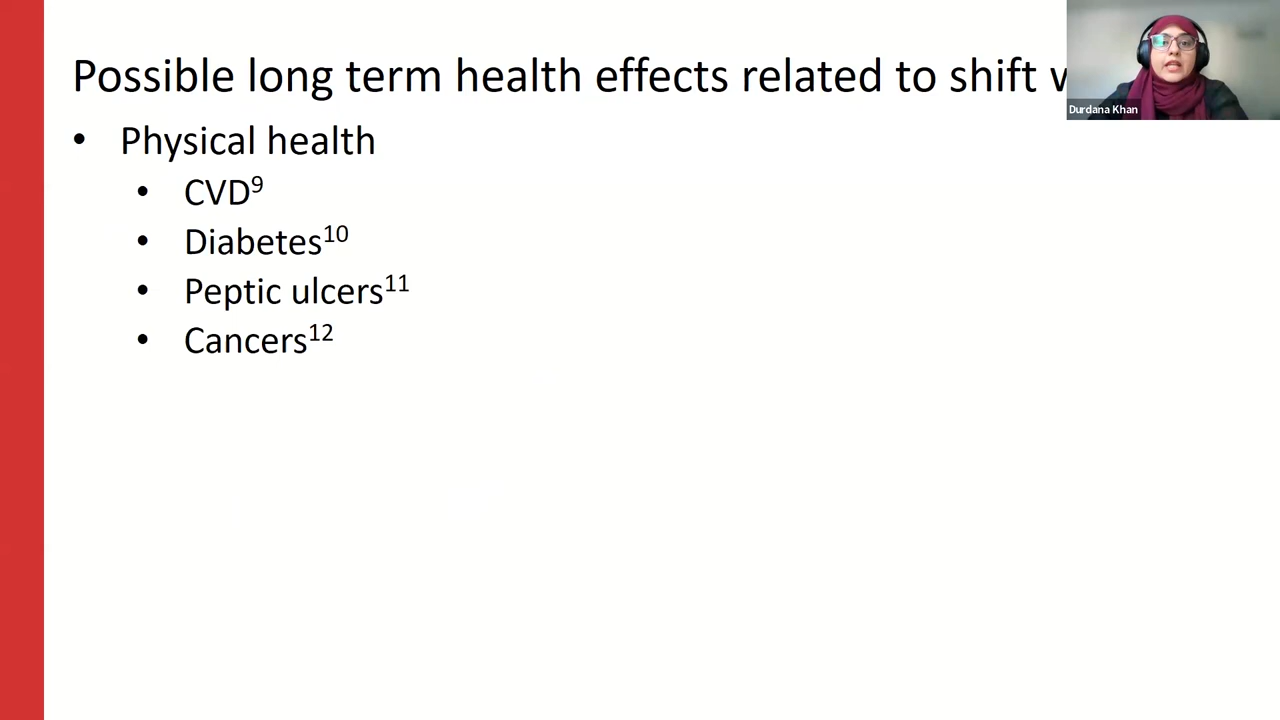 Possible long term health effects related to shift
• Physical health
• CVD⁹
• Diabetes¹⁰
• Peptic ulcers¹¹
• Cancers¹²
Durdana Khan